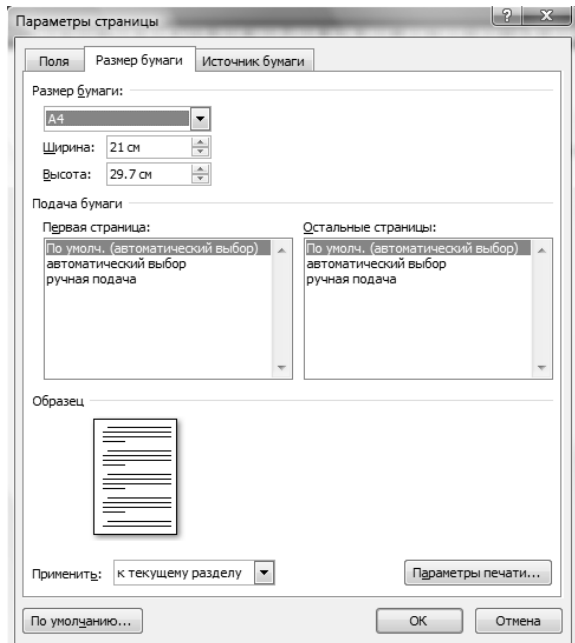 Параметры страницы
Поля Размер бумаги Источник бумаги
Размер бумаги:
A4
Ширина: 21 см
Высота: 29.7 см
Подача бумаги
Первая страница: Остальные страницы:
По умолч. (автоматический выбор) По умолч. (автоматический выбор)
автоматический выбор автоматический выбор
ручная подача ручная подача
Образец
Применить: к текущему разделу Параметры печати...
По умолчанию... ОК Отмена